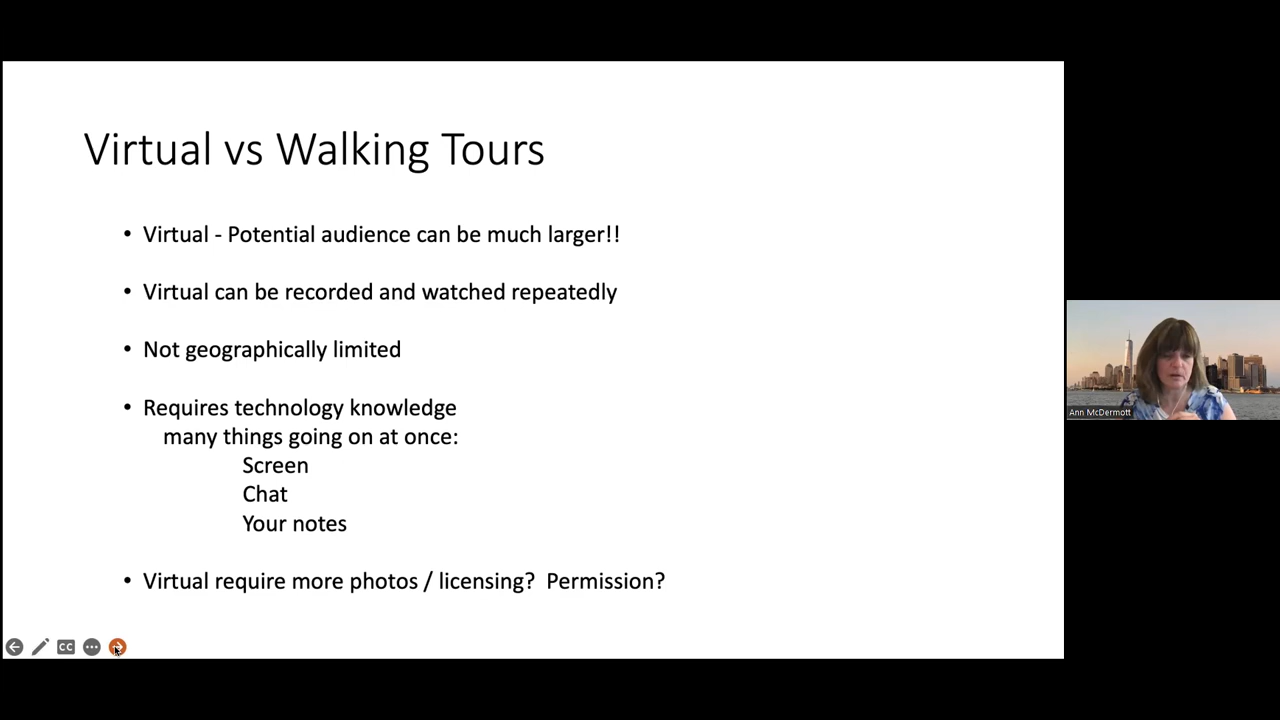 Virtual vs Walking Tours
• Virtual - Potential audience can be much larger!!
• Virtual can be recorded and watched repeatedly
• Not geographically limited
• Requires technology knowledge
many things going on at once:
Screen
Chat
Your notes
• Virtual require more photos / licensing?  Permission?
CC
Ann McDermott